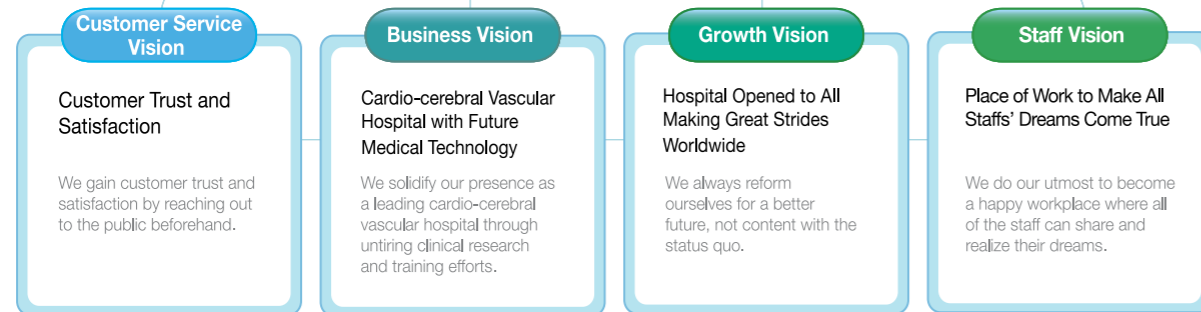 Customer Service
Vision
Customer Trust and
Satisfaction
We gain customer trust and
satisfaction by reaching out
to the public beforehand.
Business Vision
Cardio-cerebral Vascular
Hospital with Future
Medical Technology
We solidify our presence as
a leading cardio-cerebral
vascular hospital through
untiring clinical research
and training efforts.
Growth Vision
Hospital Opened to All
Making Great Strides
Worldwide
We always reform
ourselves for a better
future, not content with the
status quo.
Staff Vision
Place of Work to Make All
Staffs’ Dreams Come True
We do our utmost to become
a happy workplace where all
of the staff can share and
realize their dreams.